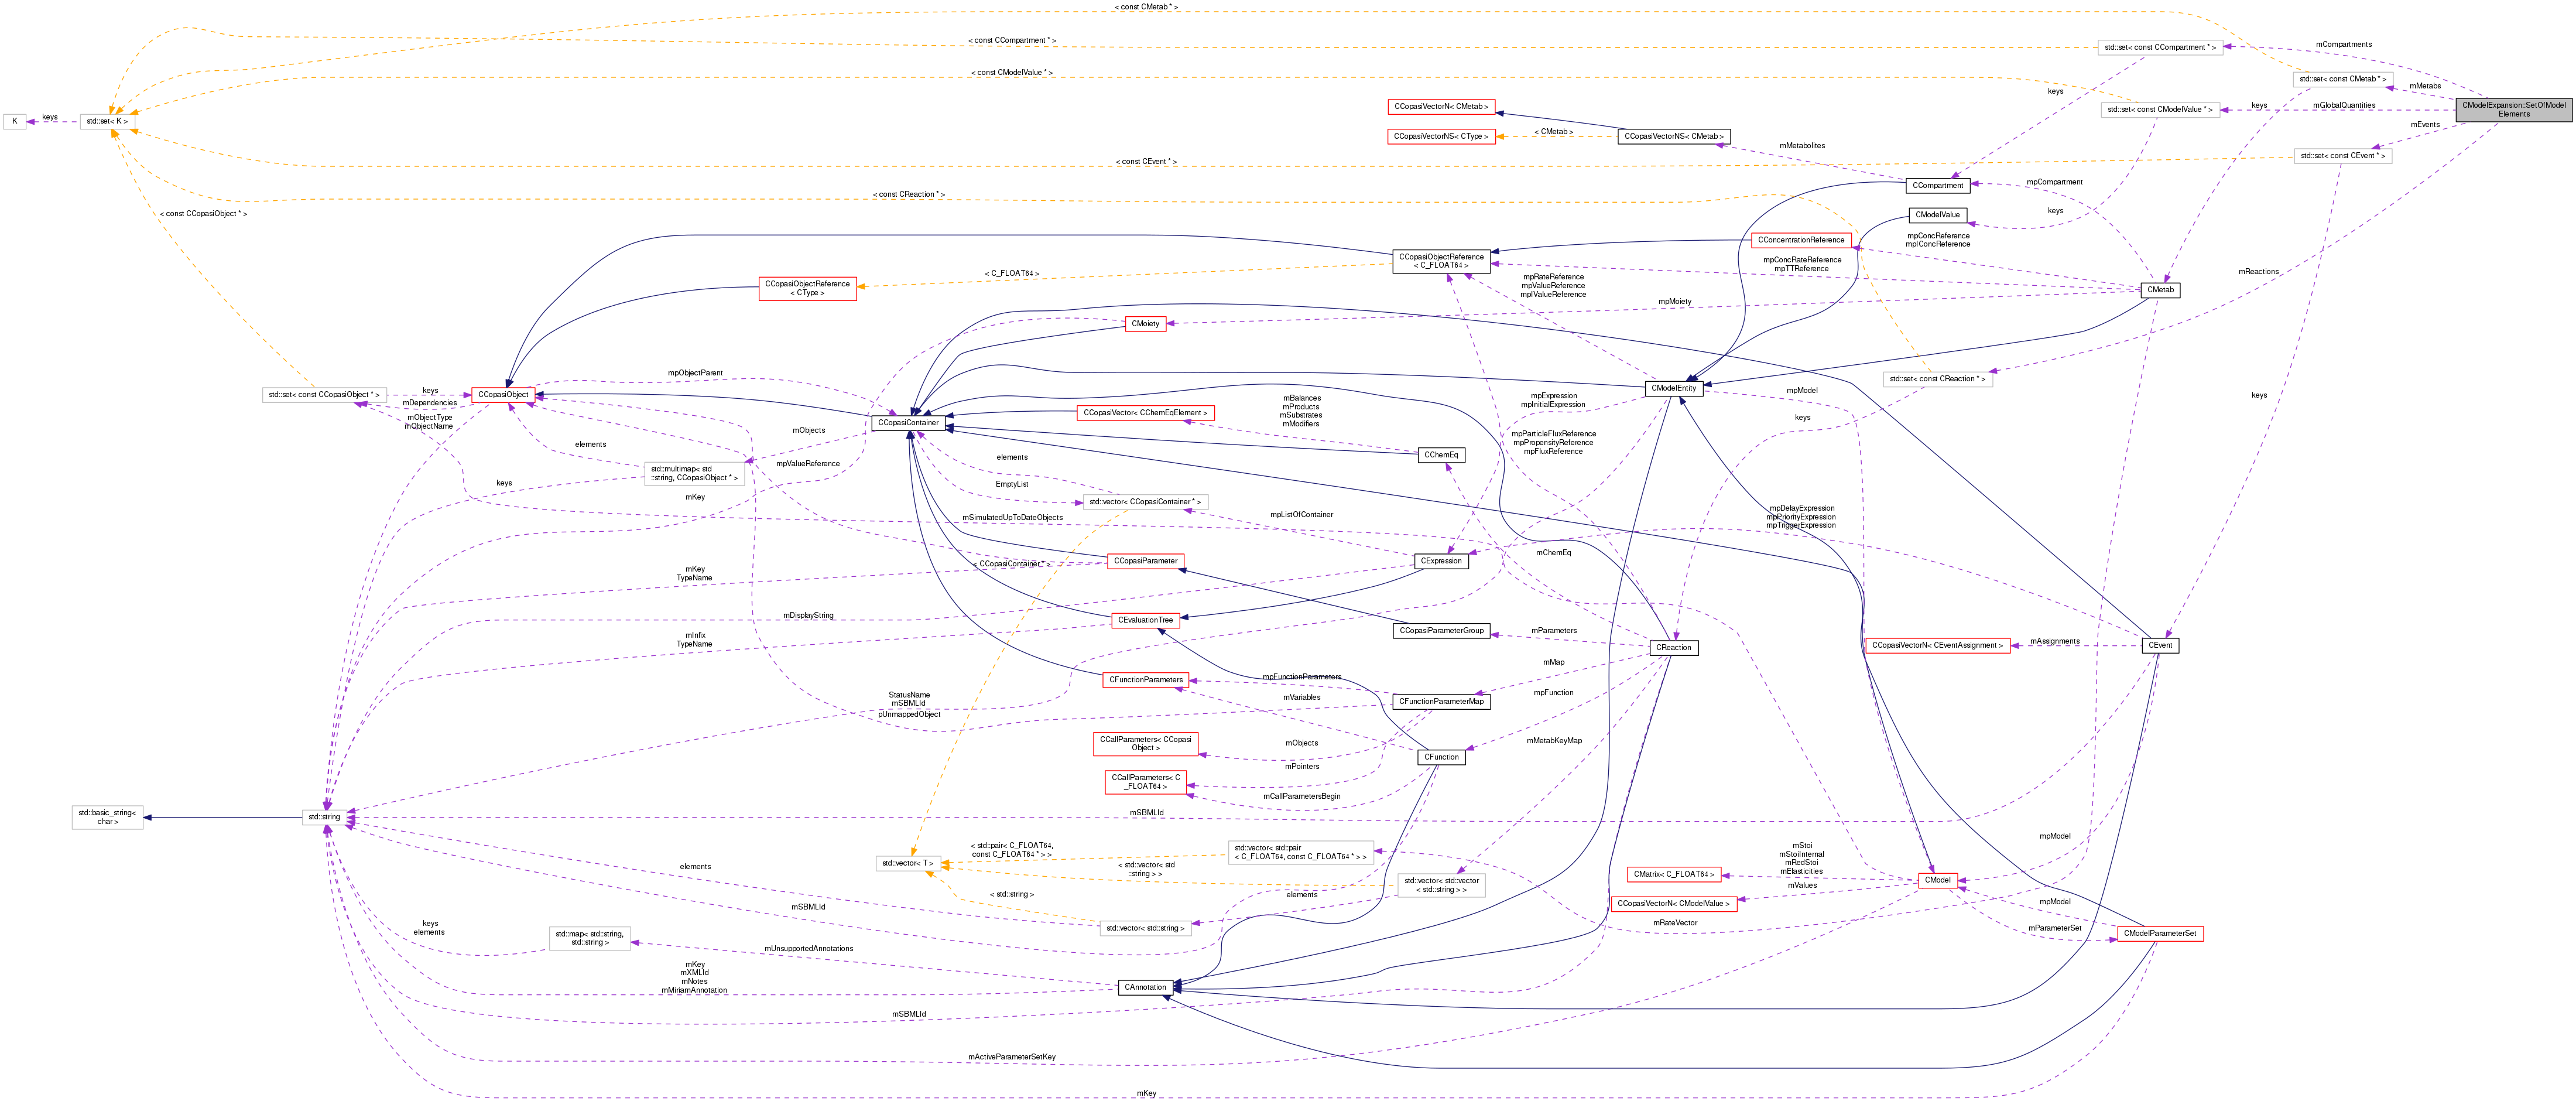 < const CMetab * >
< const CCompartment * >
std::set< const CCompartment * >
mCompartments
< const CModelValue * >
std::set< const CMetab * >
mMetabs
CModelExpansion::SetOfModel
Elements
CCopasiVectorN< CMetab >
std::set< const CModelValue * >
keys
mGlobalQuantities
keys
K
keys
std::set< K >
CCopasiVectorNS< CType >
< CMetab >
CCopasiVectorNS< CMetab >
mEvents
mMetabolites
< const CEvent * >
std::set< const CEvent * >
CCompartment
mpCompartment
< const CReaction * >
< const CCopasiObject * >
CModelValue
keys
CConcentrationReference
mpConcReference
mpIConcReference
CCopasiObjectReference
< C_FLOAT64 >
mpConcRateReference
mpTTReference
mReactions
< C_FLOAT64 >
CCopasiObjectReference
< CType >
mpRateReference
mpValueReference
mpIValueReference
CMetab
mpMoiety
CMoiety
mpObjectParent
std::set< const CReaction * >
std::set< const CCopasiObject * >
keys
mDependencies
CCopasiObject
CModelEntity
mpModel
mpExpression
mpInitialExpression
mBalances
mProducts
mSubstrates
mModifiers
keys
mObjectType
mObjectName
CCopasiContainer
CCopasiVector< CChemEqElement >
keys
mObjects
elements
mpParticleFluxReference
mpPropensityReference
mpFluxReference
CChemEq
elements
mpValueReference
std::multimap< std
::string, CCopasiObject * >
keys
EmptyList
mKey
std::vector< CCopasiContainer * >
mpListOfContainer
mSimulatedUpToDateObjects
mpDelayExpression
mpPriorityExpression
mpTriggerExpression
mChemEq
CCopasiParameter
CExpression
< CCopasiContainer * >
mKey
TypeName
mDisplayString
CEvaluationTree
CCopasiParameterGroup
mParameters
CReaction
CCopasiVectorN< CEventAssignment >
mAssignments
CEvent
mInfix
TypeName
mMap
CFunctionParameters
mpFunctionParameters
mVariables
CFunctionParameterMap
mpFunction
StatusName
mSBMLId
pUnmappedObject
CCallParameters< CCopasi
Object >
mObjects
mMetabKeyMap
CFunction
mPointers
CCallParameters< C
_FLOAT64 >
mCallParametersBegin
std::basic_string<
char >
std::string
mSBMLId
mpModel
< std::pair< C_FLOAT64,
const C_FLOAT64 * > >
std::vector< std::pair
< C_FLOAT64, const C_FLOAT64 * > >
mStoi
mStoiInternal
mRedStoi
mElasticities
std::vector< T >
elements
< std::vector< std
::string > >
std::vector< std::vector
< std::string > >
CMatrix< C_FLOAT64 >
CModel
mValues
< std::string >
elements
CCopasiVectorN< CModelValue >
mpModel
mSBMLId
mRateVector
keys
elements
std::map< std::string,
std::string >
std::vector< std::string >
mParameterSet
CModelParameterSet
mUnsupportedAnnotations
mKey
mXMLId
mNotes
mMiriamAnnotation
CAnnotation
mSBMLId
mActiveParameterSetKey
mKey